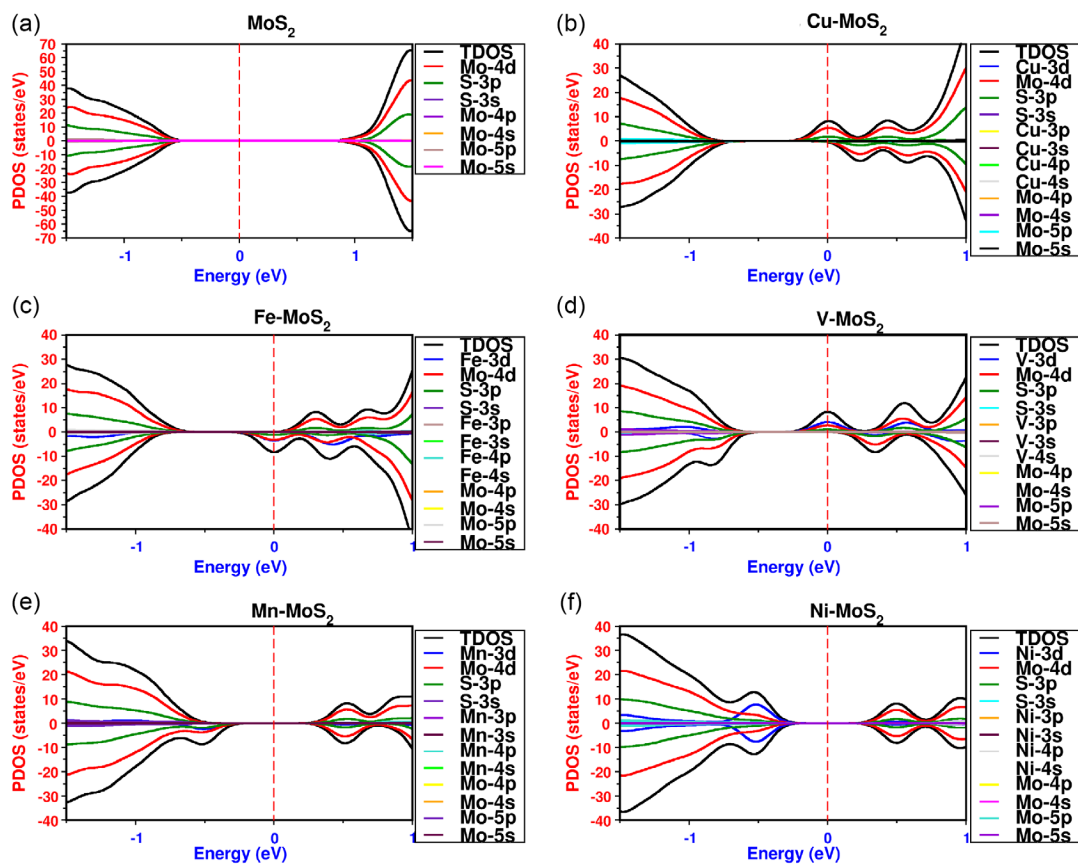 (a) MoS2
PDOS (states/eV)
70
60
50
40
30
20
10
0
-10
-20
-30
-40
-50
-60
-70
-1 0 1
Energy (eV)
TDOS
Mo-4d
S-3p
S-3s
Mo-4p
Mo-4s
Mo-5p
Mo-5s
(b) Cu-MoS2
PDOS (states/eV)
40
30
20
10
0
-10
-20
-30
-40
-1 0 1
Energy (eV)
TDOS
Cu-3d
Mo-4d
S-3p
S-3s
Cu-3p
Cu-3s
Cu-4p
Cu-4s
Mo-4p
Mo-4s
Mo-5p
Mo-5s
(c) Fe-MoS2
PDOS (states/eV)
40
30
20
10
0
-10
-20
-30
-40
-1 0 1
Energy (eV)
TDOS
Fe-3d
Mo-4d
S-3p
S-3s
Fe-3p
Fe-3s
Fe-4p
Fe-4s
Mo-4p
Mo-4s
Mo-5p
Mo-5s
(d) V-MoS2
PDOS (states/eV)
40
30
20
10
0
-10
-20
-30
-40
-1 0 1
Energy (eV)
TDOS
V-3d
Mo-4d
S-3p
S-3s
V-3p
V-3s
V-4s
Mo-4p
Mo-4s
Mo-5p
Mo-5s
(e) Mn-MoS2
PDOS (states/eV)
40
30
20
10
0
-10
-20
-30
-40
-1 0 1
Energy (eV)
TDOS
Mn-3d
Mo-4d
S-3p
S-3s
Mn-3p
Mn-3s
Mn-4p
Mn-4s
Mo-4p
Mo-4s
Mo-5p
Mo-5s
(f) Ni-MoS2
PDOS (states/eV)
40
30
20
10
0
-10
-20
-30
-40
-1 0 1
Energy (eV)
TDOS
Ni-3d
Mo-4d
S-3p
S-3s
Ni-3p
Ni-3s
Ni-4p
Ni-4s
Mo-4p
Mo-4s
Mo-5p
Mo-5s